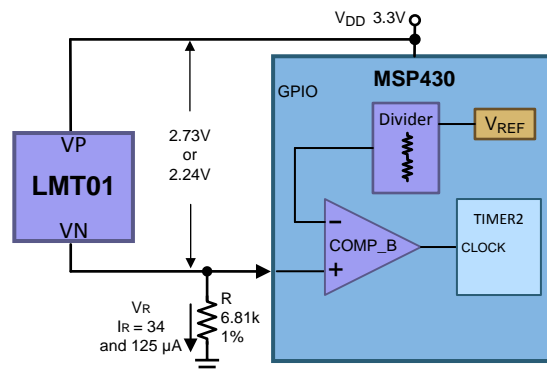 VDD 3.3V
MSP430
GPIO
Divider
VREF
2.73V
or
2.24V
VP
LMT01
VN
TIMER2
−
COMP_B
CLOCK
+
VR
IR = 34
and 125 µA
R
6.81k
1%